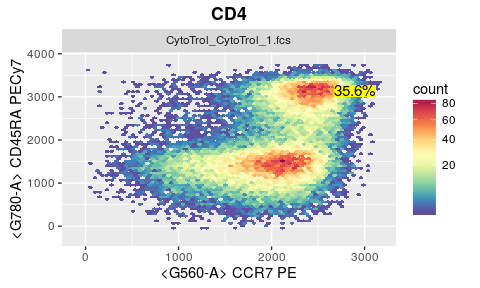 CD4
CytoTrol_CytoTrol_1.fcs
<G780-A> CD45RA PECy7
4000
3000
2000
1000
0
35.6%
0
1000
2000
3000
<G560-A> CCR7 PE
count
80
60
40
20